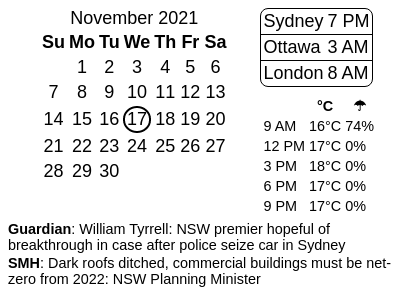 November 2021
Su Mo Tu We Th Fr Sa
1 2 3 4 5 6
7 8 9 10 11 12 13
14 15 16 17 18 19 20
21 22 23 24 25 26 27
28 29 30
Sydney 7 PM
Ottawa 3 AM
London 8 AM
°C ☂
9 AM 16°C 74%
12 PM 17°C 0%
3 PM 18°C 0%
6 PM 17°C 0%
9 PM 17°C 0%
Guardian: William Tyrrell: NSW premier hopeful of
breakthrough in case after police seize car in Sydney
SMH: Dark roofs ditched, commercial buildings must be net-
zero from 2022: NSW Planning Minister